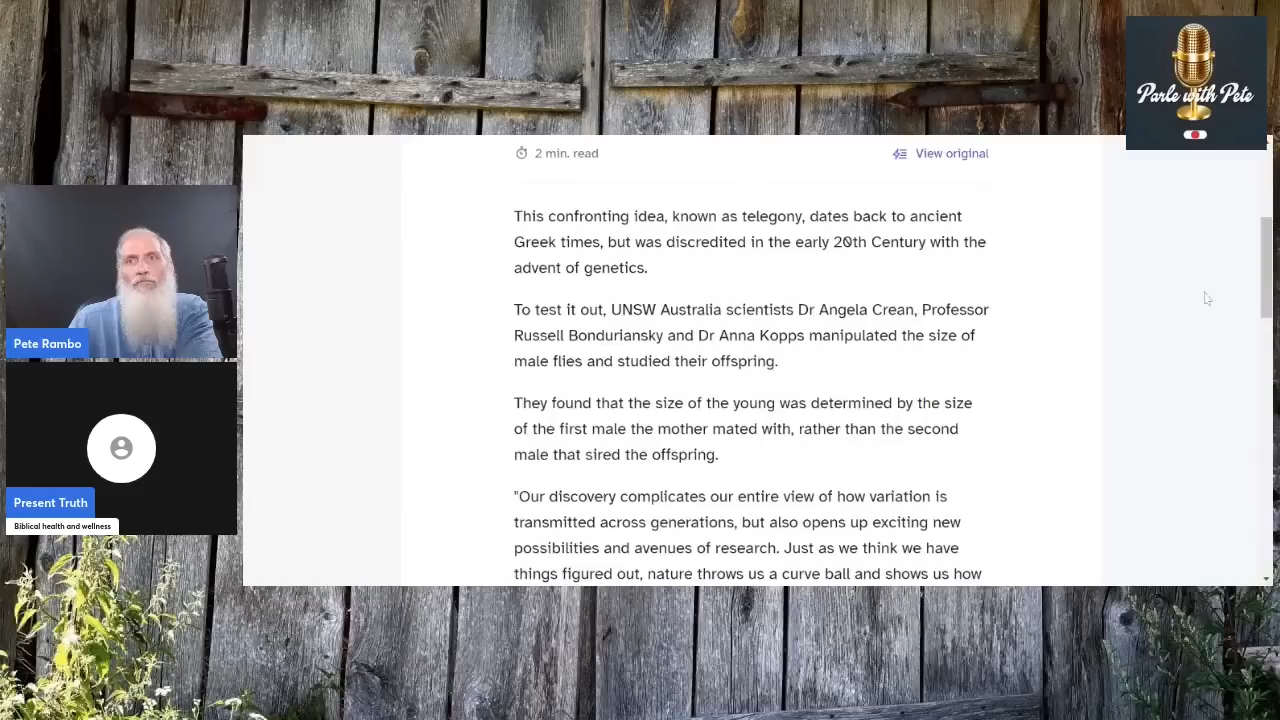 Parle with Pete
2 min. read
View original
This confronting idea, known as telegony, dates back to ancient
Greek times, but was discredited in the early 20th Century with the
advent of genetics.
To test it out, UNSW Australia scientists Dr Angela Crean, Professor
Russell Bonduriansky and Dr Anna Kopps manipulated the size of
male flies and studied their offspring.
They found that the size of the young was determined by the size
of the first male the mother mated with, rather than the second
male that sired the offspring.
"Our discovery complicates our entire view of how variation is
transmitted across generations, but also opens up exciting new
possibilities and avenues of research. Just as we think we have
things figured out, nature throws us a curve ball and shows us how
Pete Rambo
Present Truth
Biblical health and wellness